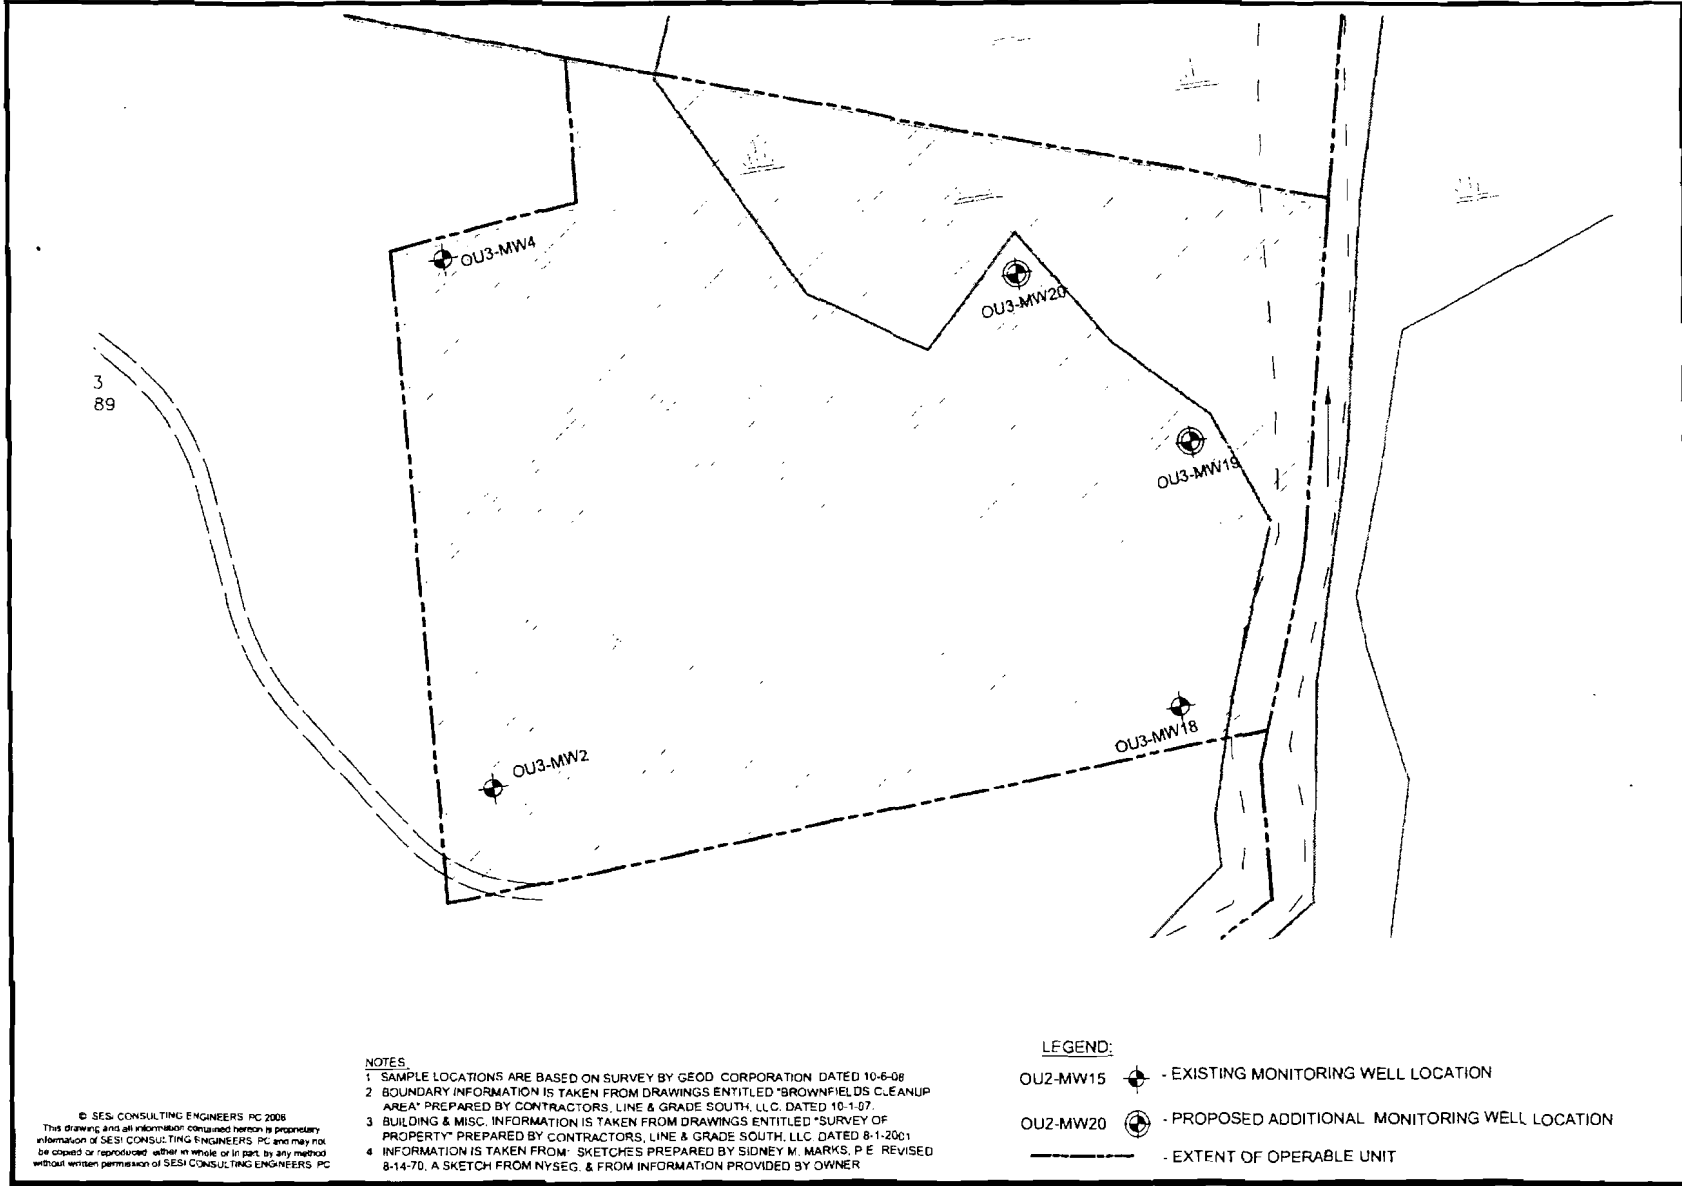 OU3-MW4
OU3-MW20
3
89
OU3-MW19
OU3-MW18
OU3-MW2
NOTES
1 SAMPLE LOCATIONS ARE BASED ON SURVEY BY GEOD CORPORATION DATED 10-6-08
2 BOUNDARY INFORMATION IS TAKEN FROM DRAWINGS ENTITLED "BROWNFIELDS CLEANUP
AREA" PREPARED BY CONTRACTORS, LINE & GRADE SOUTH, LLC. DATED 10-1-07.
3 BUILDING & MISC. INFORMATION IS TAKEN FROM DRAWINGS ENTITLED "SURVEY OF
PROPERTY" PREPARED BY CONTRACTORS, LINE & GRADE SOUTH, LLC DATED 8-1-2001
4 INFORMATION IS TAKEN FROM: SKETCHES PREPARED BY SIDNEY M. MARKS, P E REVISED
8-14-70, A SKETCH FROM NYSEG. & FROM INFORMATION PROVIDED BY OWNER
© SESI CONSULTING ENGINEERS PC 2008
This drawing and all information contained hereon is proprietary
information of SESI CONSULTING ENGINEERS PC and may not
be copied or reproduced either in whole or in part by any method
without written permission of SESI CONSULTING ENGINEERS PC
LEGEND:
OU2-MW15 - EXISTING MONITORING WELL LOCATION
OU2-MW20 - PROPOSED ADDITIONAL MONITORING WELL LOCATION
- EXTENT OF OPERABLE UNIT